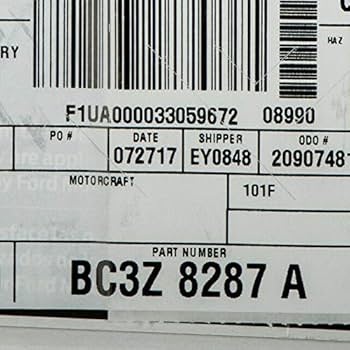 HAZ
RY
F1UA000033059672 08990
PO # DATE SHIPPER ODO #
072717 EY0848 20907481
MOTORCRAFT 101F
PART NUMBER
BC3Z 8287 A